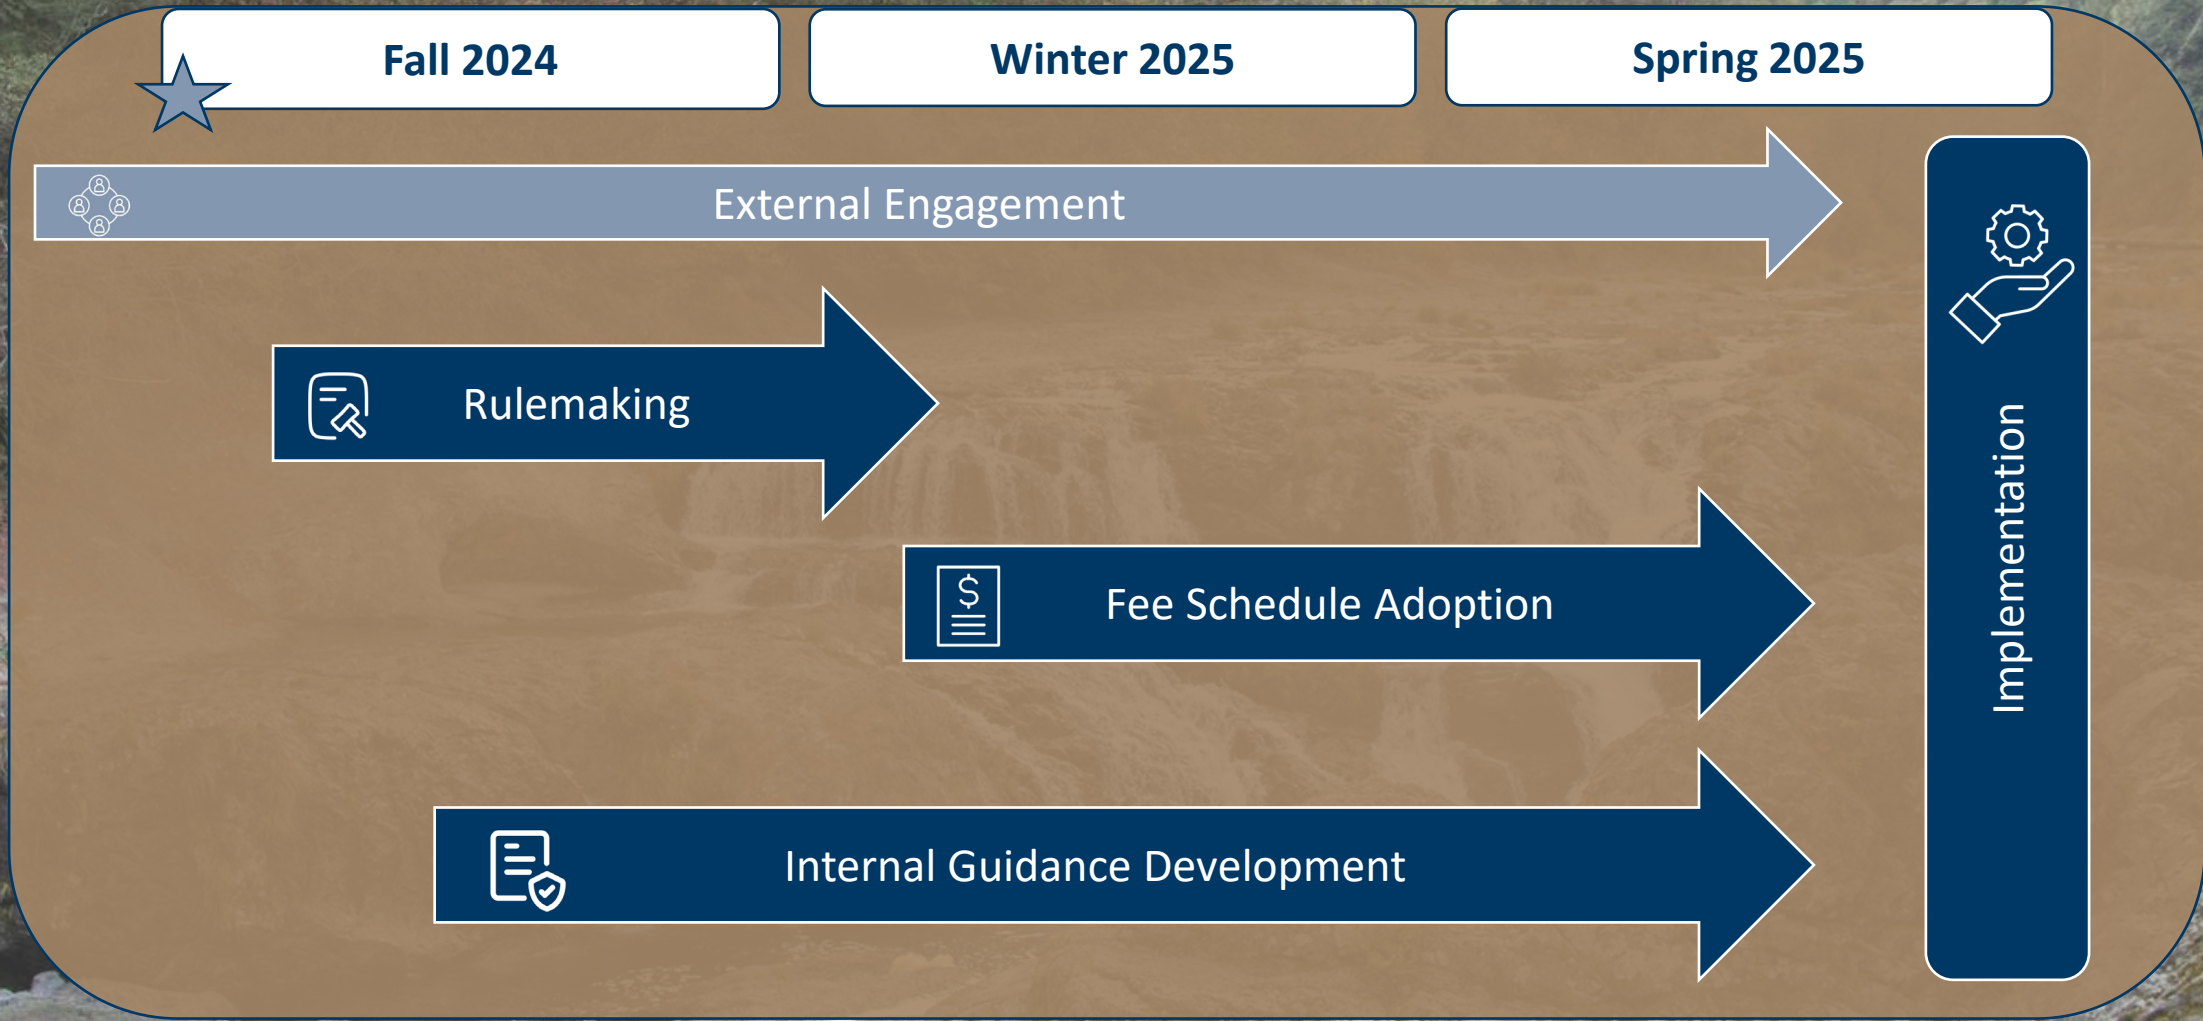 Fall 2024
Winter 2025
Spring 2025
External Engagement
Rulemaking
$
Fee Schedule Adoption
Internal Guidance Development
Implementation